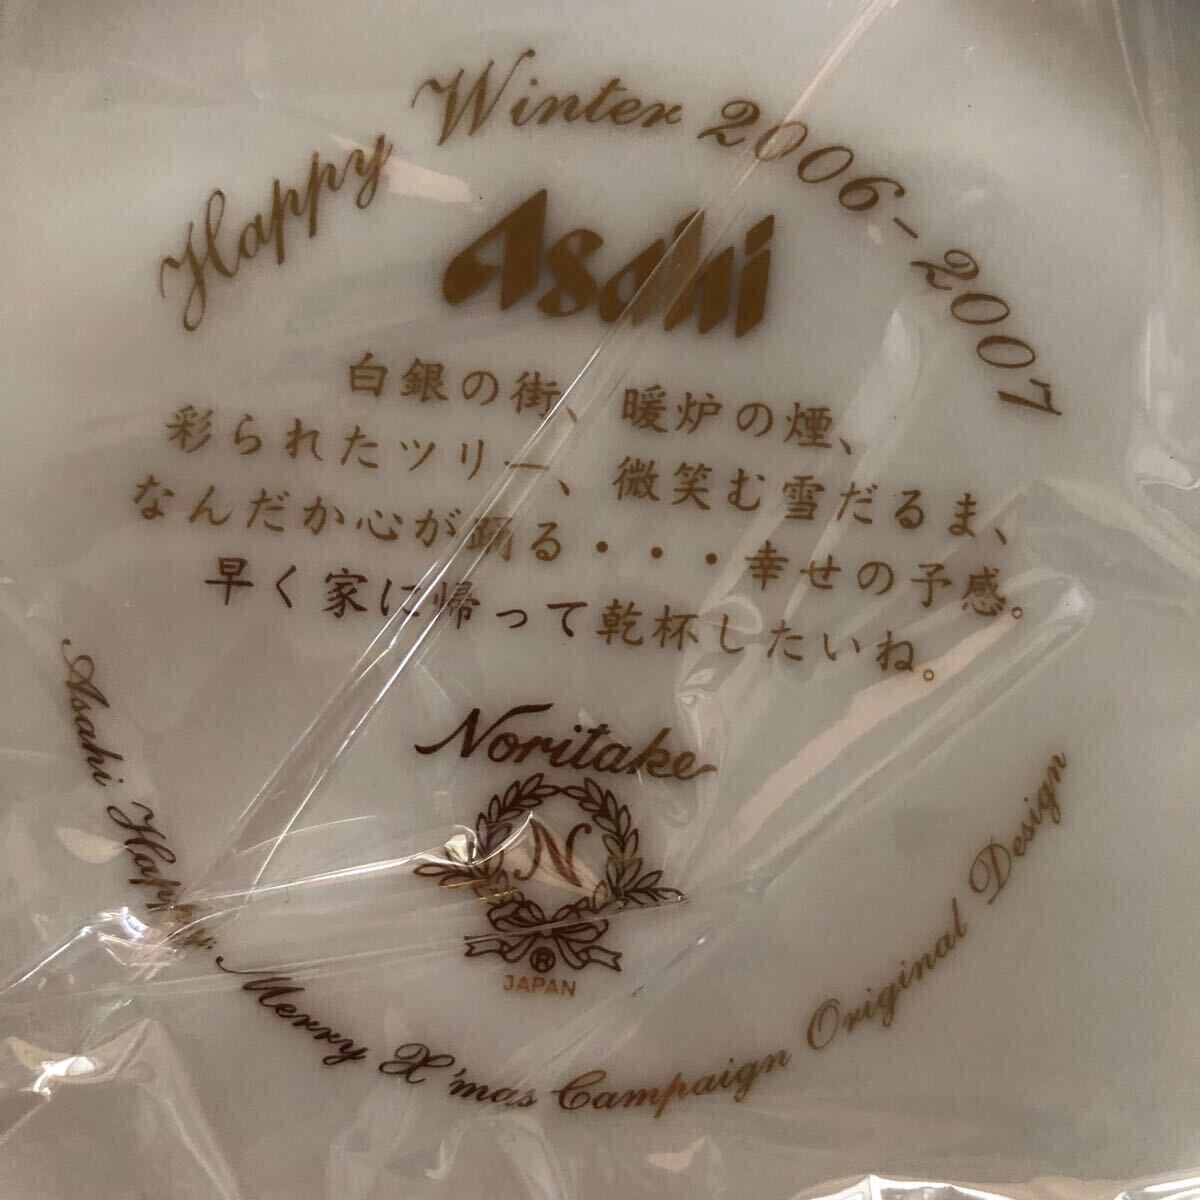 Happy Winter 2006-2007
Asahi
白銀の街、暖炉の煙、
彩られたツリー、微笑む雪だるま、
なんだか心が踊る・・・幸せの予感。
早く家に帰って乾杯したいね。
Noritake
N
®
JAPAN
Asahi Merry X'mas Campaign Original Design